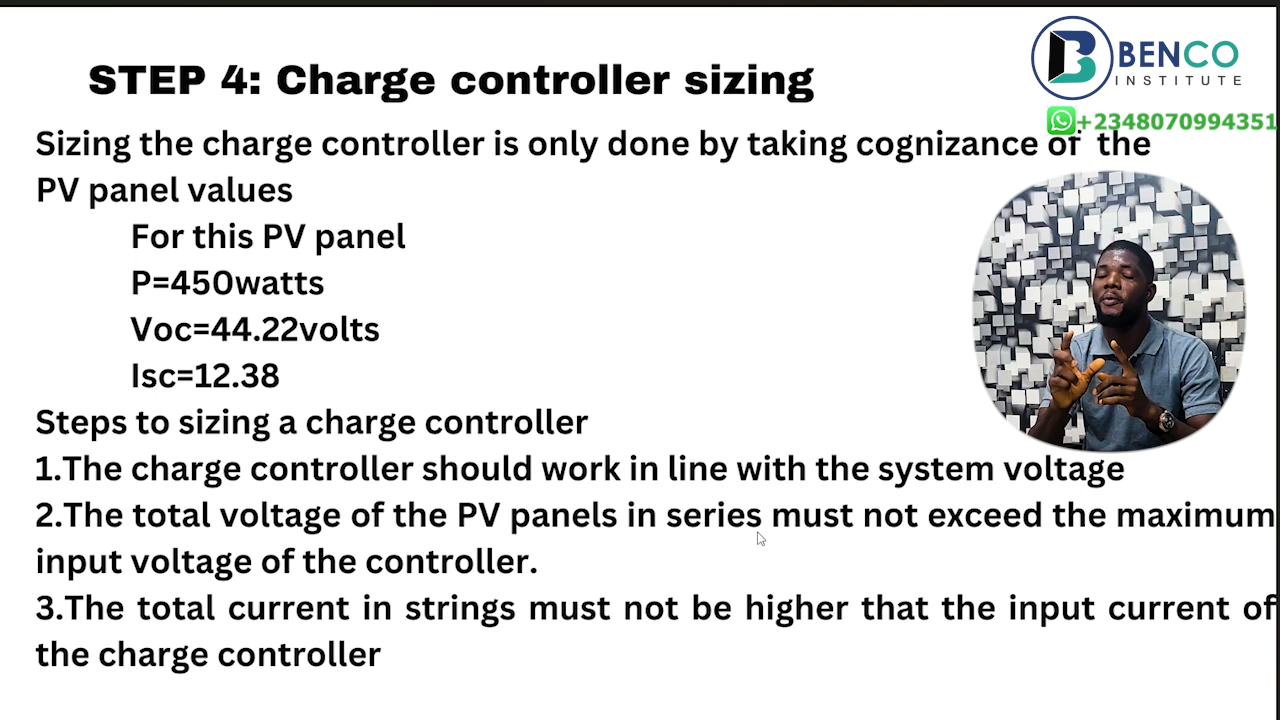 BENCO
INSTITUTE
+2348070994351
STEP 4: Charge controller sizing
Sizing the charge controller is only done by taking cognizance of the
PV panel values
For this PV panel
P=450watts
Voc=44.22volts
Isc=12.38
Steps to sizing a charge controller
1.The charge controller should work in line with the system voltage
2.The total voltage of the PV panels in series must not exceed the maximum
input voltage of the controller.
3.The total current in strings must not be higher that the input current of
the charge controller